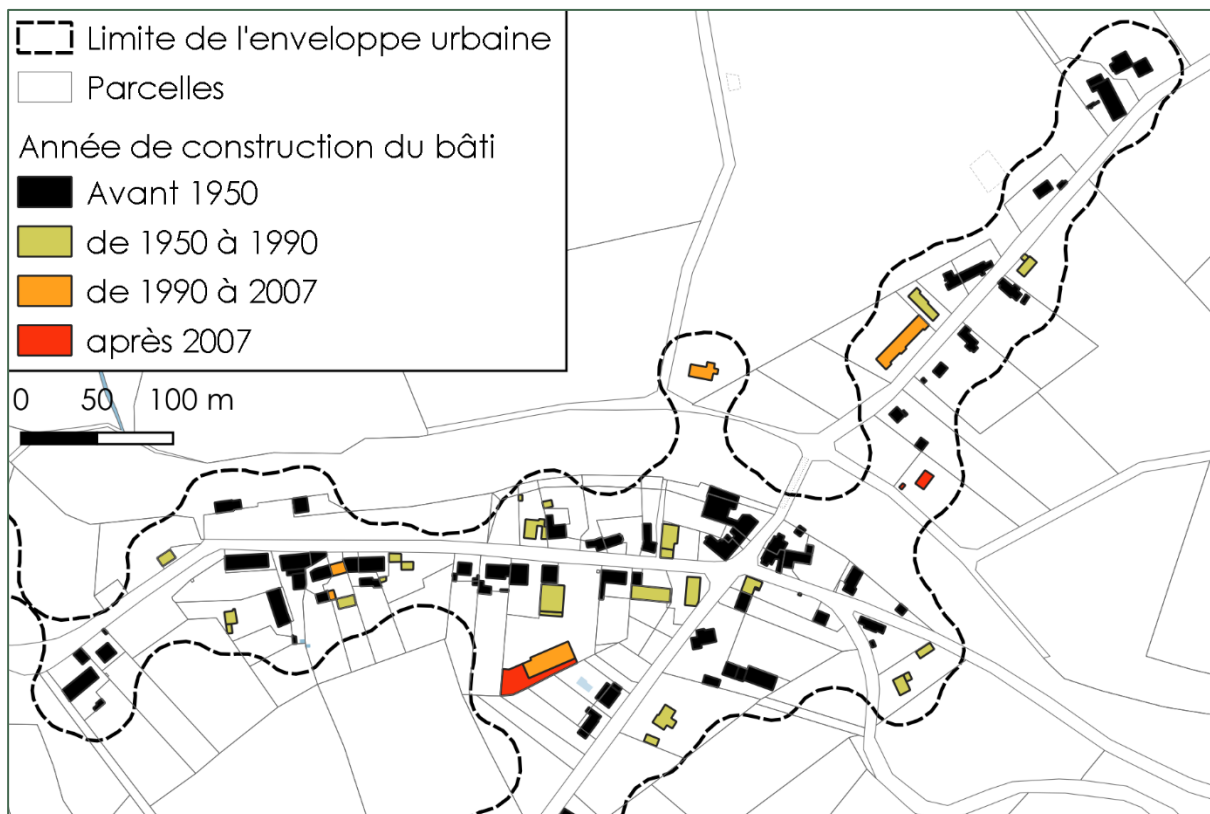 Limite de l'enveloppe urbaine
Parcelles
Année de construction du bâti
Avant 1950
de 1950 à 1990
de 1990 à 2007
après 2007
0 50 100 m